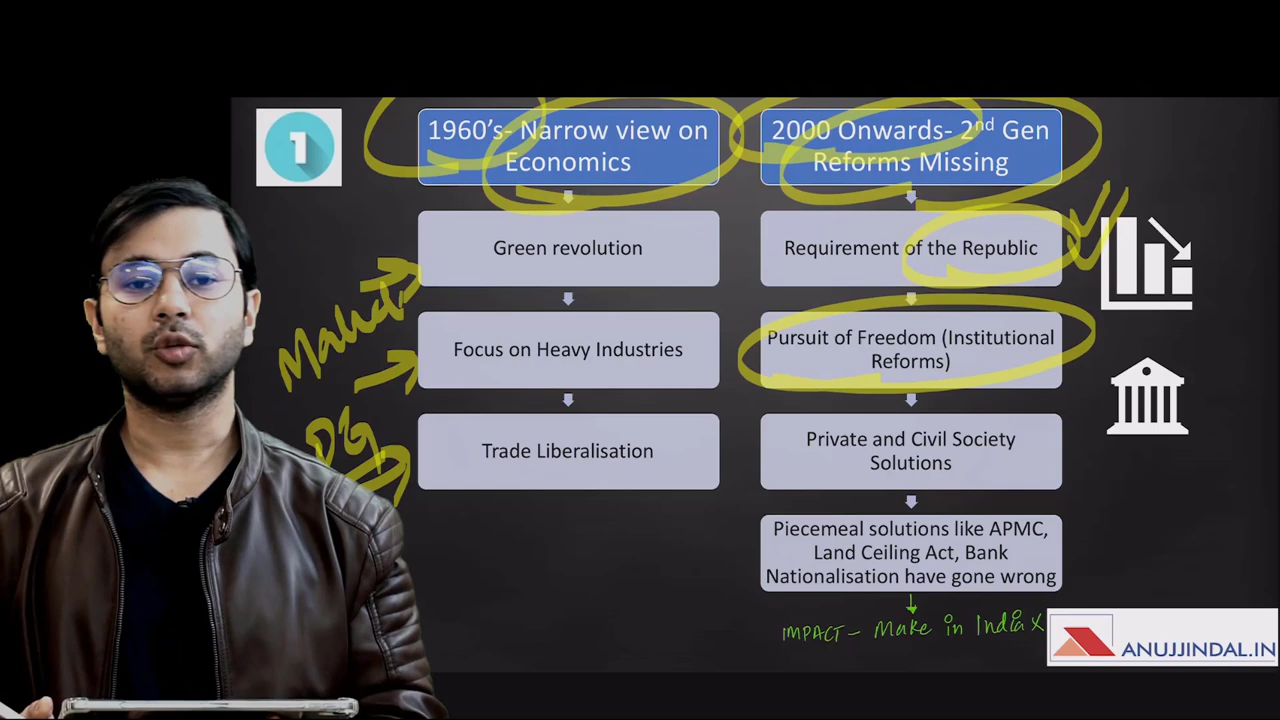 1
1960's- Narrow view on
Economics
Green revolution
Focus on Heavy Industries
Trade Liberalisation
2000 Onwards- 2nd Gen
Reforms Missing
Requirement of the Republic
Pursuit of Freedom (Institutional
Reforms)
Private and Civil Society
Solutions
Piecemeal solutions like APMC,
Land Ceiling Act, Bank
Nationalisation have gone wrong
IMPACT - Make in India X
ANUJJINDAL.IN